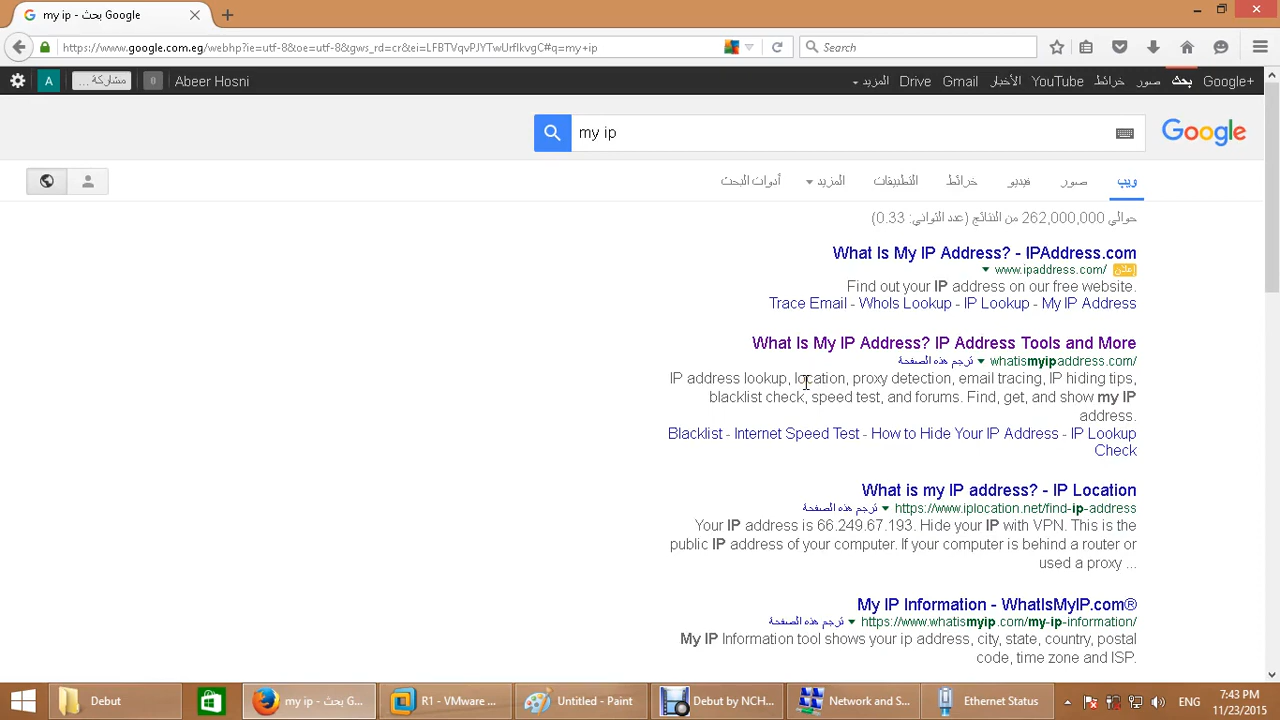 my ip - بحث Google
https://www.google.com.eg/webhp?ie=utf-8&oe=utf-8&gws_rd=cr&ei=LFBTVqvPJYTwUrflkvgC#q=my+ip
Search
مشاركة ...
0
A
Abeer Hosni
Google+ بحث صور خرائط YouTube الأخبار Gmail Drive المزيد
my ip
Google
ويب صور فيديو خرائط التطبيقات المزيد أدوات البحث
حوالي 262,000,000 من النتائج (عدد الثواني: 0.33)
What Is My IP Address? - IPAddress.com
إعلان www.ipaddress.com/
Find out your IP address on our free website.
Trace Email - WhoIs Lookup - IP Lookup - My IP Address
What Is My IP Address? IP Address Tools and More
whatismyipaddress.com/ ترجم هذه الصفحة
IP address lookup, location, proxy detection, email tracing, IP hiding tips,
blacklist check, speed test, and forums. Find, get, and show my IP
address.
Blacklist - Internet Speed Test - How to Hide Your IP Address - IP Lookup
Check
What is my IP address? - IP Location
https://www.iplocation.net/find-ip-address ترجم هذه الصفحة
Your IP address is 66.249.67.193. Hide your IP with VPN. This is the
public IP address of your computer. If your computer is behind a router or
used a proxy ...
My IP Information - WhatIsMyIP.com®
https://www.whatismyip.com/my-ip-information/ ترجم هذه الصفحة
My IP Information tool shows your ip address, city, state, country, postal
code, time zone and ISP.
Debut
my ip - بحث G...
R1 - VMware ...
Untitled - Paint
Debut by NCH...
Network and S...
Ethernet Status
ENG
7:43 PM
11/23/2015